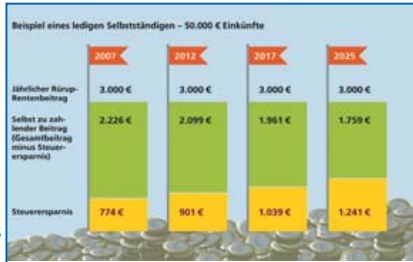 Beispiel eines ledigen Selbstständigen – 50.000 € Einkünfte
2007 2012 2017 2025
Jährlicher Rürup-
Rentenbeitrag
3.000 € 3.000 € 3.000 € 3.000 €
Selbst zu zah-
lender Beitrag
(Gesamtbeitrag
minus Steuer-
ersparnis)
2.226 € 2.099 € 1.961 € 1.759 €
Steuerersparnis 774 € 901 € 1.039 € 1.241 €